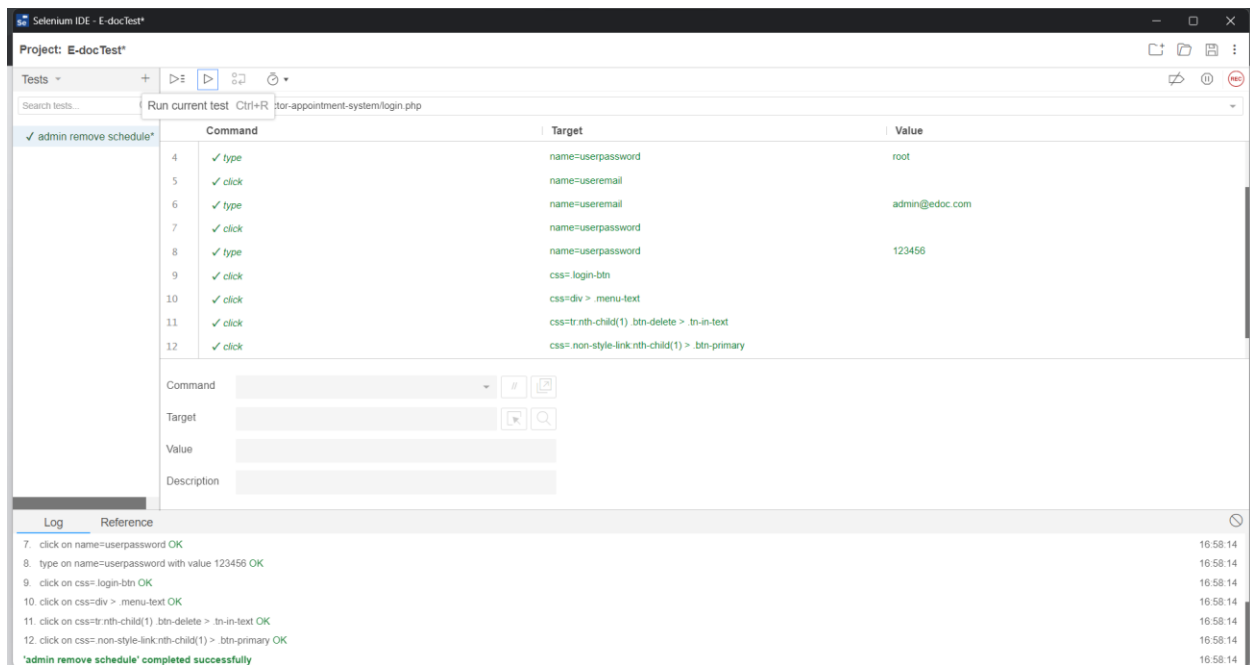 Selenium IDE - E-docTest*
Project: E-docTest*
Tests
Search tests...
Run current test Ctrl+R
tor-appointment-system/login.php
REC
✓ admin remove schedule*
Command Target Value
4 ✓ type name=userpassword root
5 ✓ click name=useremail
6 ✓ type name=useremail admin@edoc.com
7 ✓ click name=userpassword
8 ✓ type name=userpassword 123456
9 ✓ click css=.login-btn
10 ✓ click css=div > .menu-text
11 ✓ click css=tr:nth-child(1) .btn-delete > .tn-in-text
12 ✓ click css=.non-style-link:nth-child(1) > .btn-primary
Command //
Target
Value
Description
Log Reference
7. click on name=userpassword OK 16:58:14
8. type on name=userpassword with value 123456 OK 16:58:14
9. click on css=.login-btn OK 16:58:14
10. click on css=div > .menu-text OK 16:58:14
11. click on css=tr:nth-child(1) .btn-delete > .tn-in-text OK 16:58:14
12. click on css=.non-style-link:nth-child(1) > .btn-primary OK 16:58:14
'admin remove schedule' completed successfully 16:58:14